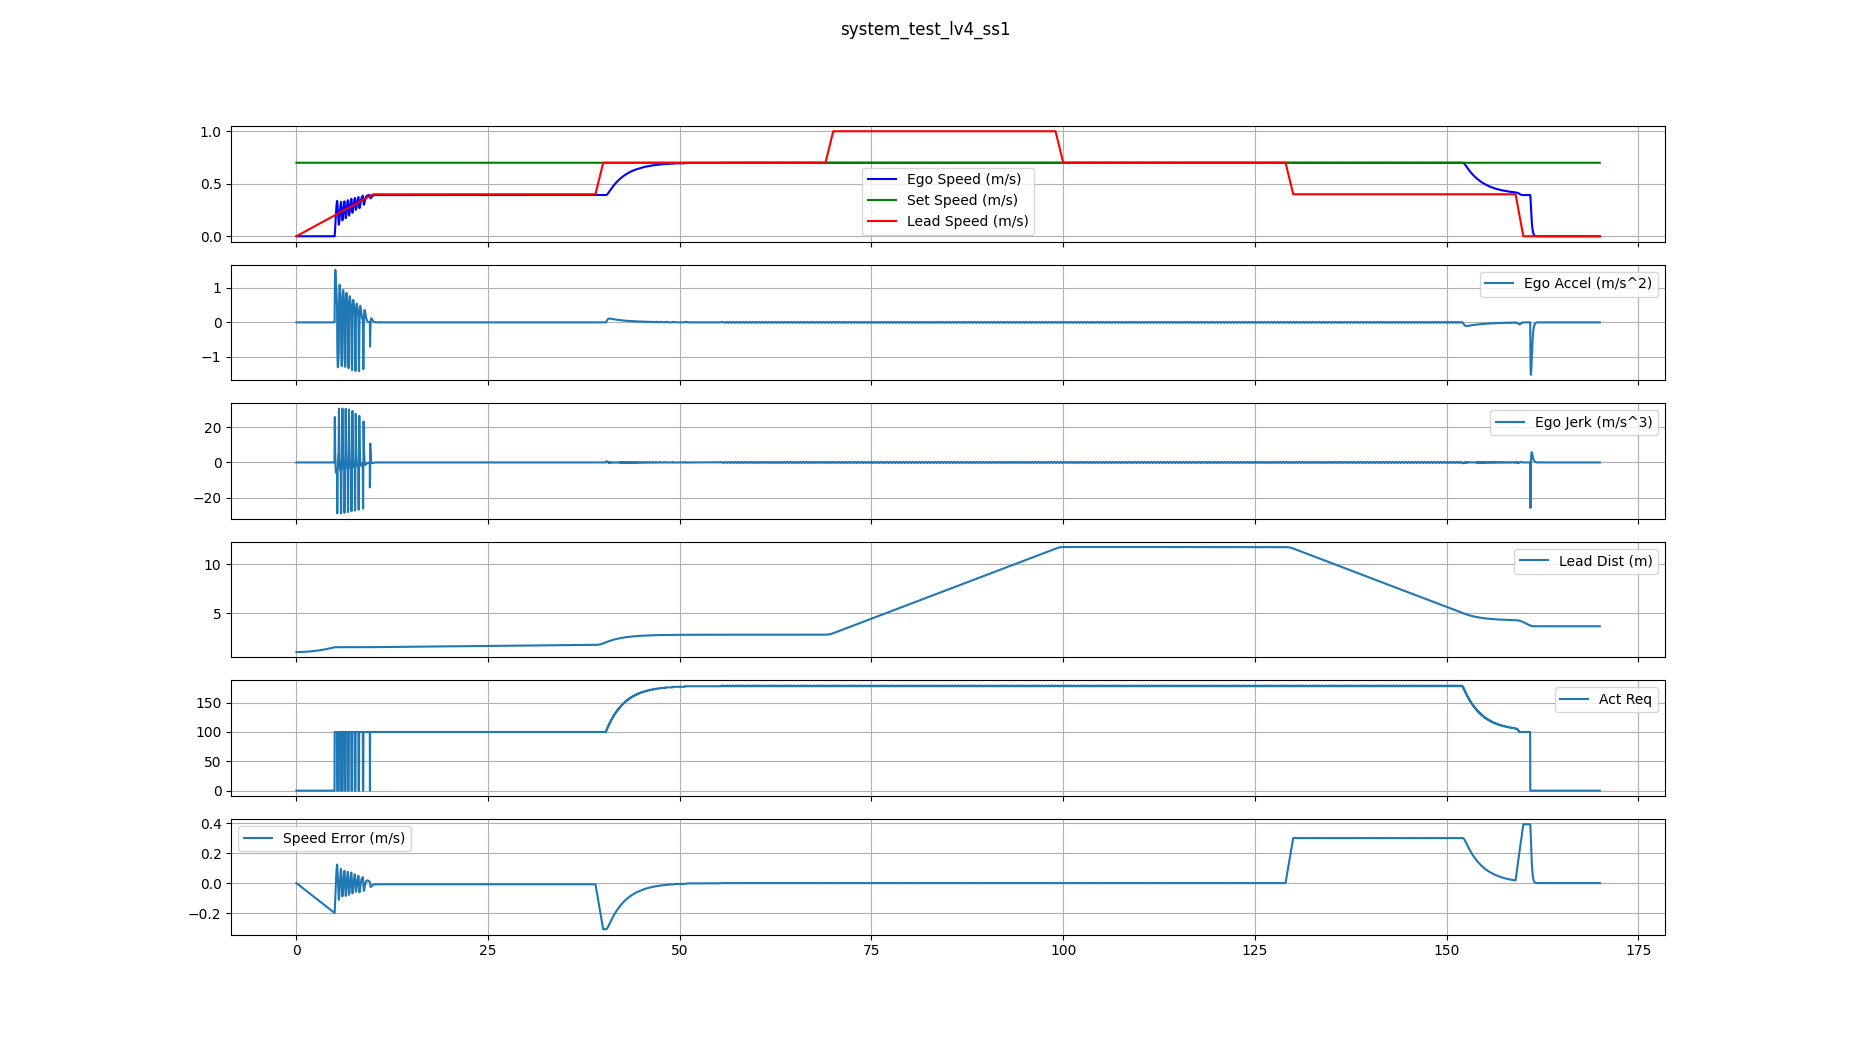 system_test_lv4_ss1
1.0
0.5
0.0
Ego Speed (m/s)
Set Speed (m/s)
Lead Speed (m/s)
1
0
−1
Ego Accel (m/s^2)
20
0
−20
Ego Jerk (m/s^3)
10
5
Lead Dist (m)
150
100
50
0
Act Req
0.4
0.2
0.0
−0.2
Speed Error (m/s)
0 25 50 75 100 125 150 175